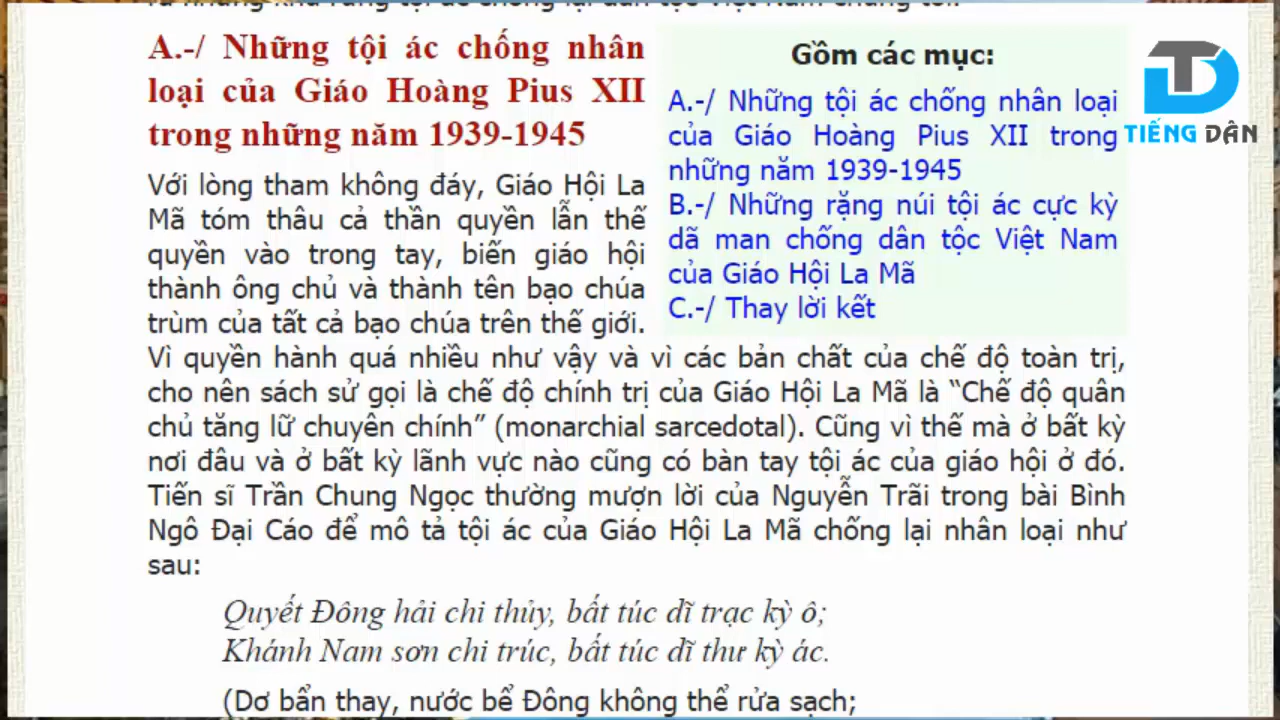 A.-/ Những tội ác chống nhân
loại của Giáo Hoàng Pius XII
trong những năm 1939-1945
Với lòng tham không đáy, Giáo Hội La
Mã tóm thâu cả thần quyền lẫn thế
quyền vào trong tay, biến giáo hội
thành ông chủ và thành tên bạo chúa
trùm của tất cả bạo chúa trên thế giới.
Gồm các mục:
A.-/ Những tội ác chống nhân loại
của Giáo Hoàng Pius XII trong
những năm 1939-1945
B.-/ Những rặng núi tội ác cực kỳ
dã man chống dân tộc Việt Nam
của Giáo Hội La Mã
C.-/ Thay lời kết
TD
TIẾNG DÂN
Vì quyền hành quá nhiều như vậy và vì các bản chất của chế độ toàn trị,
cho nên sách sử gọi là chế độ chính trị của Giáo Hội La Mã là “Chế độ quân
chủ tăng lữ chuyên chính” (monarchial sarcedotal). Cũng vì thế mà ở bất kỳ
nơi đâu và ở bất kỳ lãnh vực nào cũng có bàn tay tội ác của giáo hội ở đó.
Tiến sĩ Trần Chung Ngọc thường mượn lời của Nguyễn Trãi trong bài Bình
Ngô Đại Cáo để mô tả tội ác của Giáo Hội La Mã chống lại nhân loại như
sau:
Quyết Đông hải chi thủy, bất túc dĩ trạc kỳ ô;
Khánh Nam sơn chi trúc, bất túc dĩ thư kỳ ác.
(Dơ bẩn thay, nước bể Đông không thể rửa sạch;